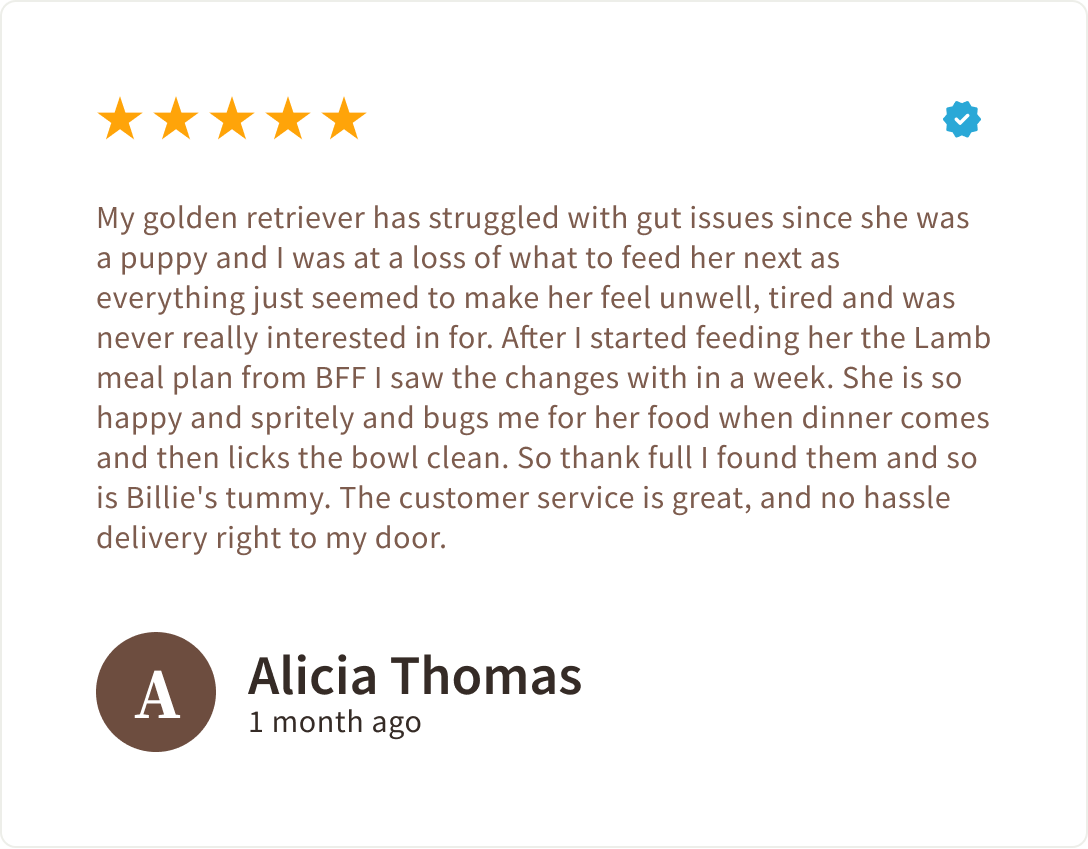 My golden retriever has struggled with gut issues since she was
a puppy and I was at a loss of what to feed her next as
everything just seemed to make her feel unwell, tired and was
never really interested in for. After I started feeding her the Lamb
meal plan from BFF I saw the changes with in a week. She is so
happy and spritely and bugs me for her food when dinner comes
and then licks the bowl clean. So thank full I found them and so
is Billie's tummy. The customer service is great, and no hassle
delivery right to my door.
A
Alicia Thomas
1 month ago